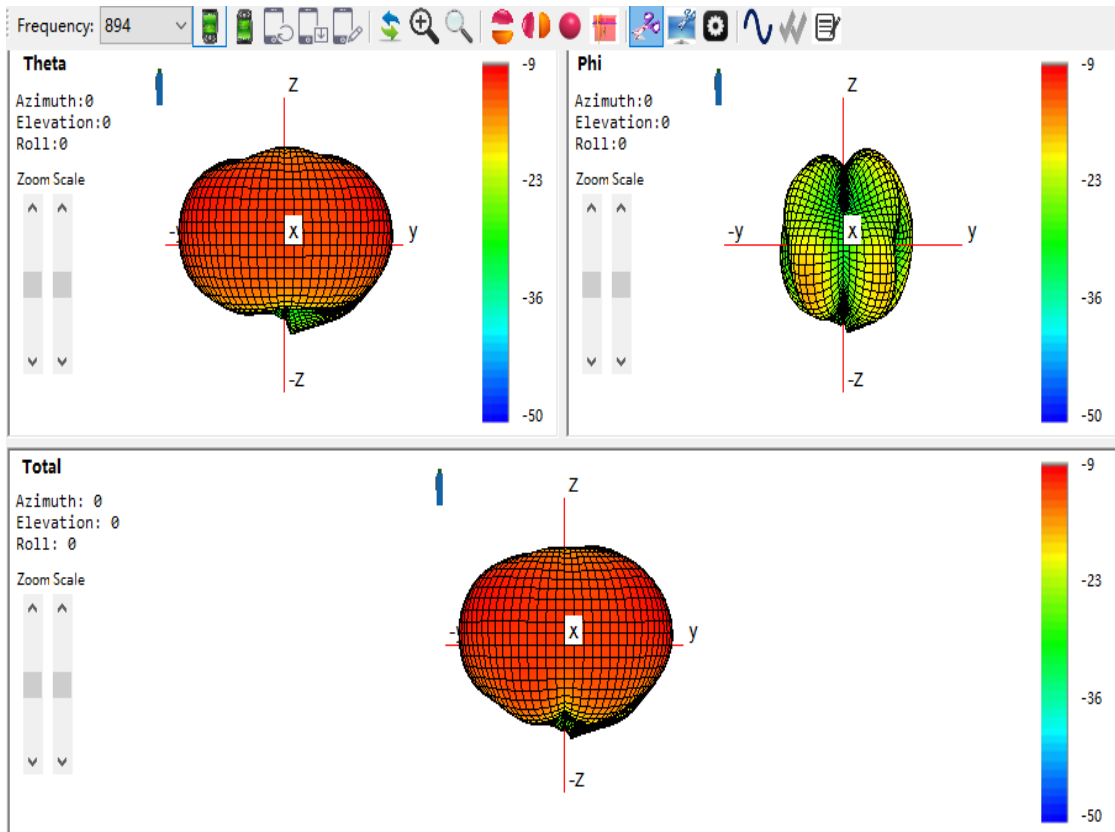 Frequency: 894
Theta
Azimuth:0
Elevation:0
Roll:0
Zoom Scale
Z
-y
X
y
-Z
-9
-23
-36
-50
Phi
Azimuth:0
Elevation:0
Roll:0
Zoom Scale
Z
-y
X
y
-Z
-9
-23
-36
-50
Total
Azimuth: 0
Elevation: 0
Roll: 0
Zoom Scale
Z
-y
X
y
-Z
-9
-23
-36
-50